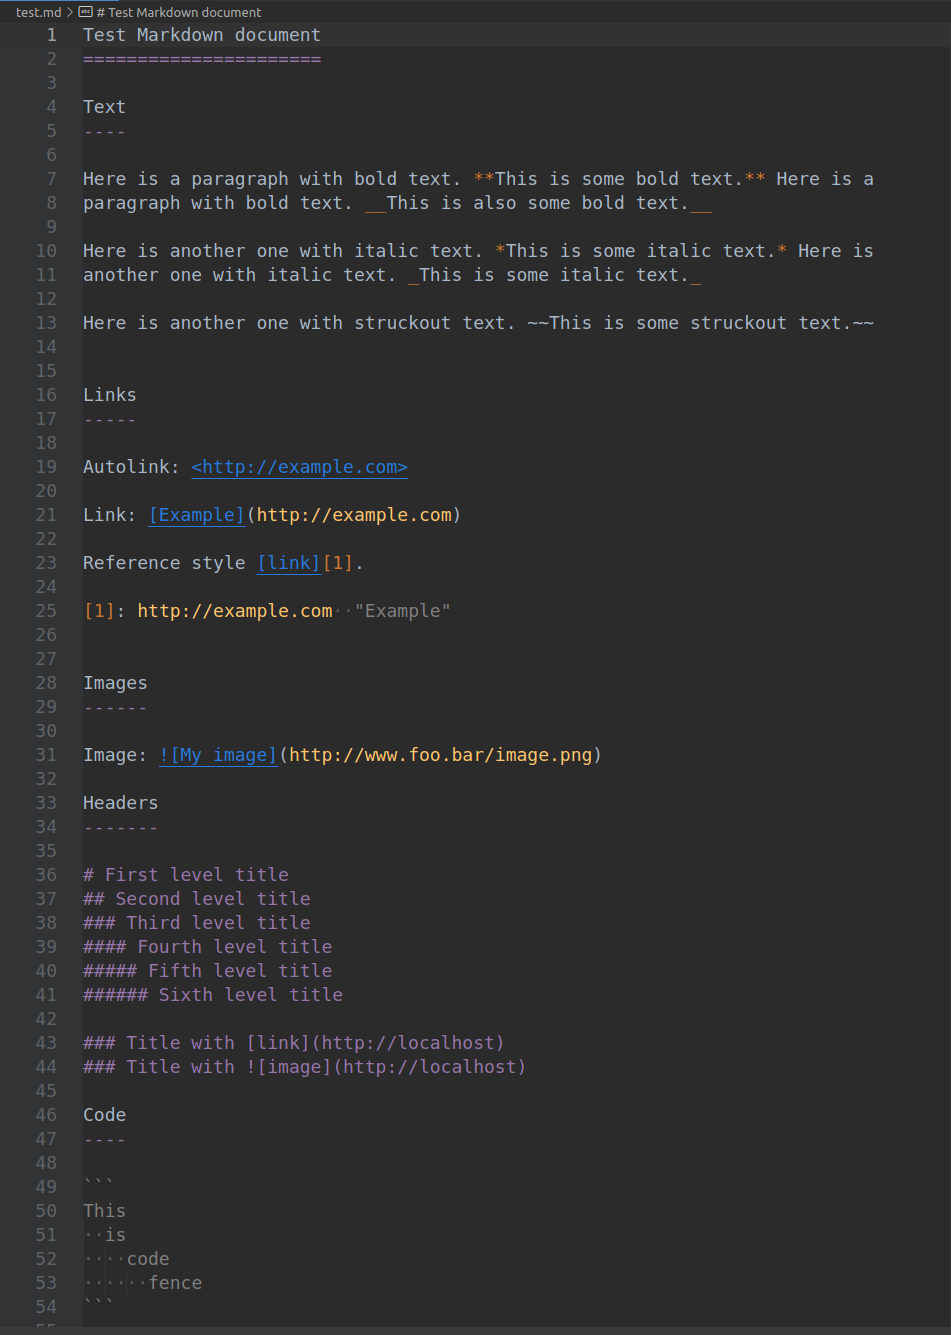 test.md > # Test Markdown document
1 Test Markdown document
2 ======================
3
4 Text
5 ----
6
7 Here is a paragraph with bold text. **This is some bold text.** Here is a
8 paragraph with bold text. __This is also some bold text.__
9
10 Here is another one with italic text. *This is some italic text.* Here is
11 another one with italic text. _This is some italic text._
12
13 Here is another one with struckout text. ~~This is some struckout text.~~
14
15
16 Links
17 -----
18
19 Autolink: <http://example.com>
20
21 Link: [Example](http://example.com)
22
23 Reference style [link][1].
24
25 [1]: http://example.com··"Example"
26
27
28 Images
29 ------
30
31 Image: ![My image](http://www.foo.bar/image.png)
32
33 Headers
34 -------
35
36 # First level title
37 ## Second level title
38 ### Third level title
39 #### Fourth level title
40 ##### Fifth level title
41 ###### Sixth level title
42
43 ### Title with [link](http://localhost)
44 ### Title with ![image](http://localhost)
45
46 Code
47 ----
48
49 ```
50 This
51 ··is
52 ····code
53 ······fence
54 ```
55